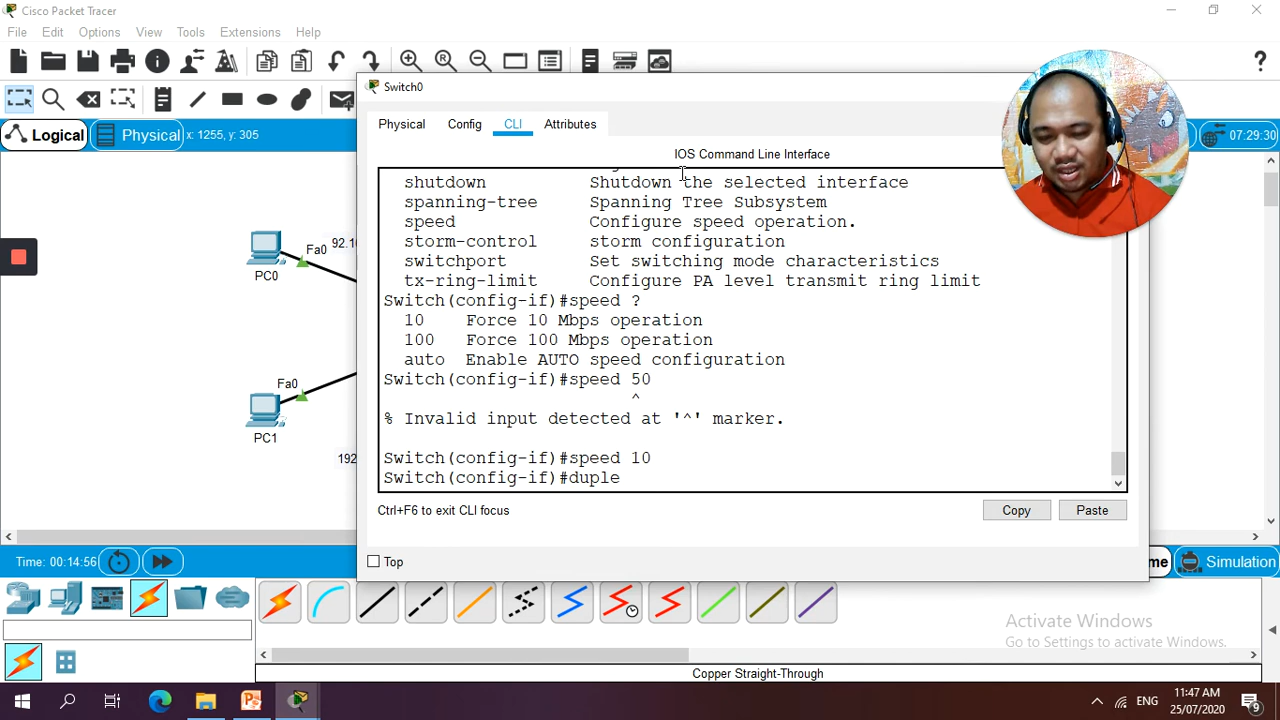 Cisco Packet Tracer
File Edit Options View Tools Extensions Help
Switch0
Logical
Physical x: 1255, y: 305
07:29:30
Physical Config CLI Attributes
IOS Command Line Interface
shutdown Shutdown the selected interface
spanning-tree Spanning Tree Subsystem
speed Configure speed operation.
storm-control storm configuration
switchport Set switching mode characteristics
tx-ring-limit Configure PA level transmit ring limit
Switch(config-if)#speed ?
10 Force 10 Mbps operation
100 Force 100 Mbps operation
auto Enable AUTO speed configuration
Switch(config-if)#speed 50
^
% Invalid input detected at '^' marker.
Switch(config-if)#speed 10
Switch(config-if)#duple
Ctrl+F6 to exit CLI focus
Copy
Paste
Top
Fa0
92.16
PC0
Fa0
PC1
192
Time: 00:14:56
me
Simulation
Activate Windows
Go to Settings to activate Windows.
Copper Straight-Through
ENG
11:47 AM
25/07/2020
9